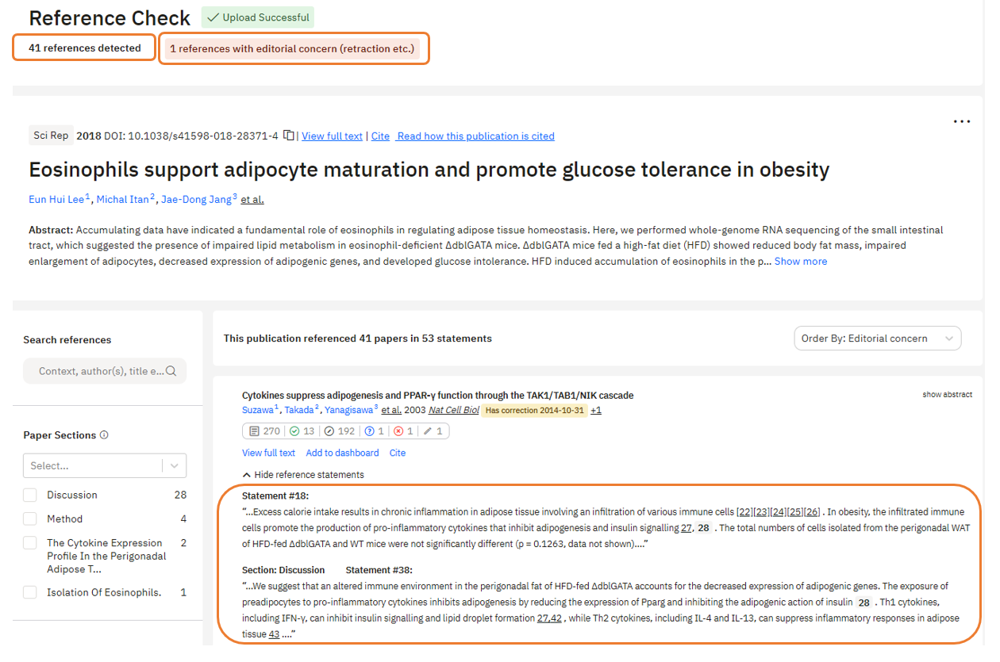 Reference Check
Upload Successful
41 references detected
1 references with editorial concern (retraction etc.)
Sci Rep 2018 DOI: 10.1038/s41598-018-28371-4 | View full text | Cite Read how this publication is cited
Eosinophils support adipocyte maturation and promote glucose tolerance in obesity
Eun Hui Lee1, Michal Itan2, Jae-Dong Jang3 et al.
Abstract: Accumulating data have indicated a fundamental role of eosinophils in regulating adipose tissue homeostasis. Here, we performed whole-genome RNA sequencing of the small intestinal
tract, which suggested the presence of impaired lipid metabolism in eosinophil-deficient ΔdblGATA mice. ΔdblGATA mice fed a high-fat diet (HFD) showed reduced body fat mass, impaired
enlargement of adipocytes, decreased expression of adipogenic genes, and developed glucose intolerance. HFD induced accumulation of eosinophils in the p... Show more
Search references
Context, author(s), title e...
Paper Sections
Select...
Discussion 28
Method 4
The Cytokine Expression 2
Profile In the Perigonadal
Adipose T...
Isolation Of Eosinophils. 1
This publication referenced 41 papers in 53 statements
Order By: Editorial concern
Cytokines suppress adipogenesis and PPAR-γ function through the TAK1/TAB1/NIK cascade
show abstract
Suzawa1, Takada2, Yanagisawa3 et al. 2003 Nat Cell Biol Has correction 2014-10-31 +1
270 13 192 1 1 1
View full text Add to dashboard Cite
Hide reference statements
Statement #18:
“...Excess calorie intake results in chronic inflammation in adipose tissue involving an infiltration of various immune cells [22][23][24][25][26] . In obesity, the infiltrated immune
cells promote the production of pro-inflammatory cytokines that inhibit adipogenesis and insulin signalling 27, 28 . The total numbers of cells isolated from the perigonadal WAT
of HFD-fed ΔdblGATA and WT mice were not significantly different (p = 0.1263, data not shown)....”
Section: Discussion Statement #38:
“...We suggest that an altered immune environment in the perigonadal fat of HFD-fed ΔdblGATA accounts for the decreased expression of adipogenic genes. The exposure of
preadipocytes to pro-inflammatory cytokines inhibits adipogenesis by reducing the expression of Pparg and inhibiting the adipogenic action of insulin 28 . Th1 cytokines,
including IFN-γ, can inhibit insulin signalling and lipid droplet formation 27,42 , while Th2 cytokines, including IL-4 and IL-13, can suppress inflammatory responses in adipose
tissue 43 ....”